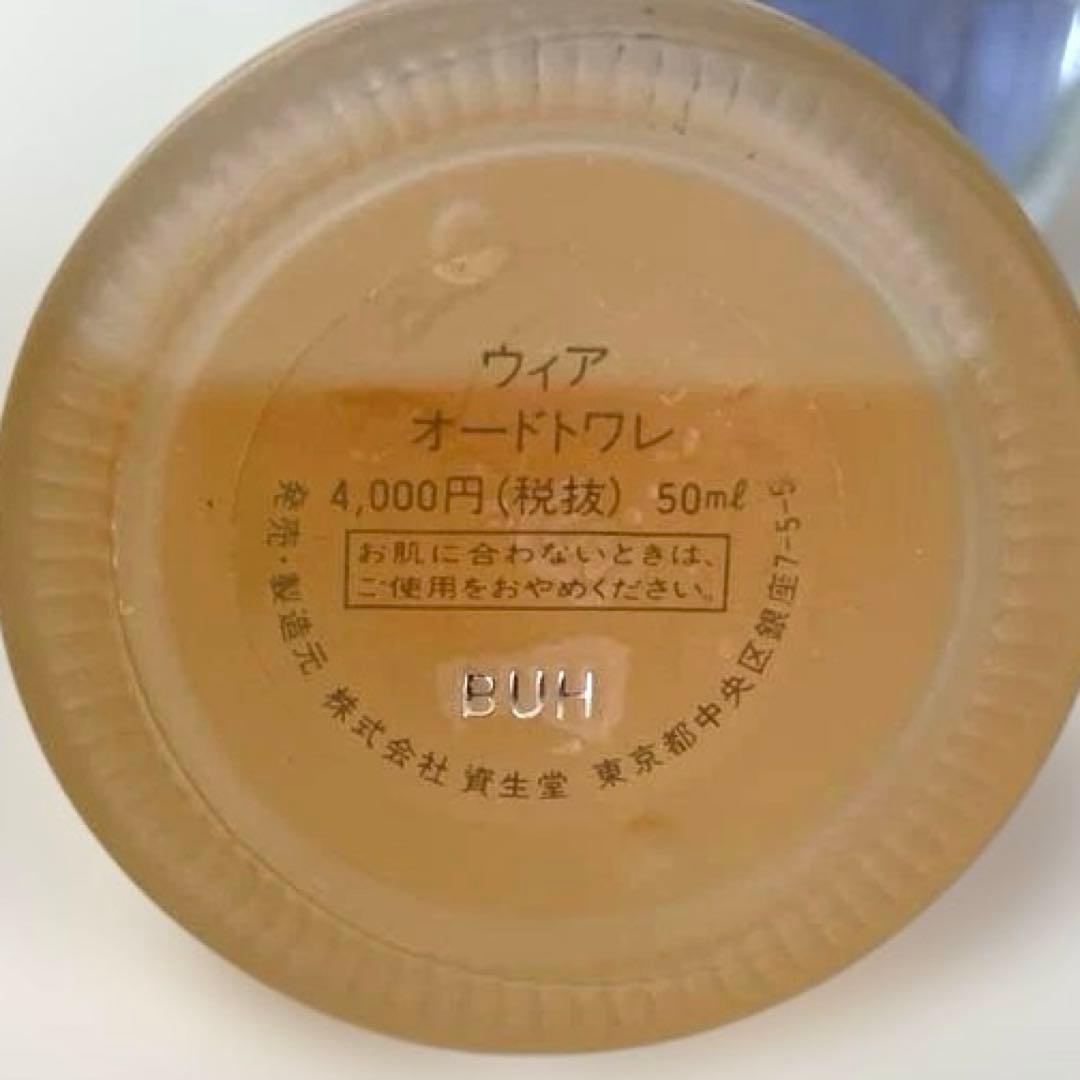 ウィア
オードトワレ
4,000円(税抜) 50mℓ
お肌に合わないときは、
ご使用をおやめください。
BUH
発売・製造元 株式会社 資生堂 東京都中央区銀座7-5-5